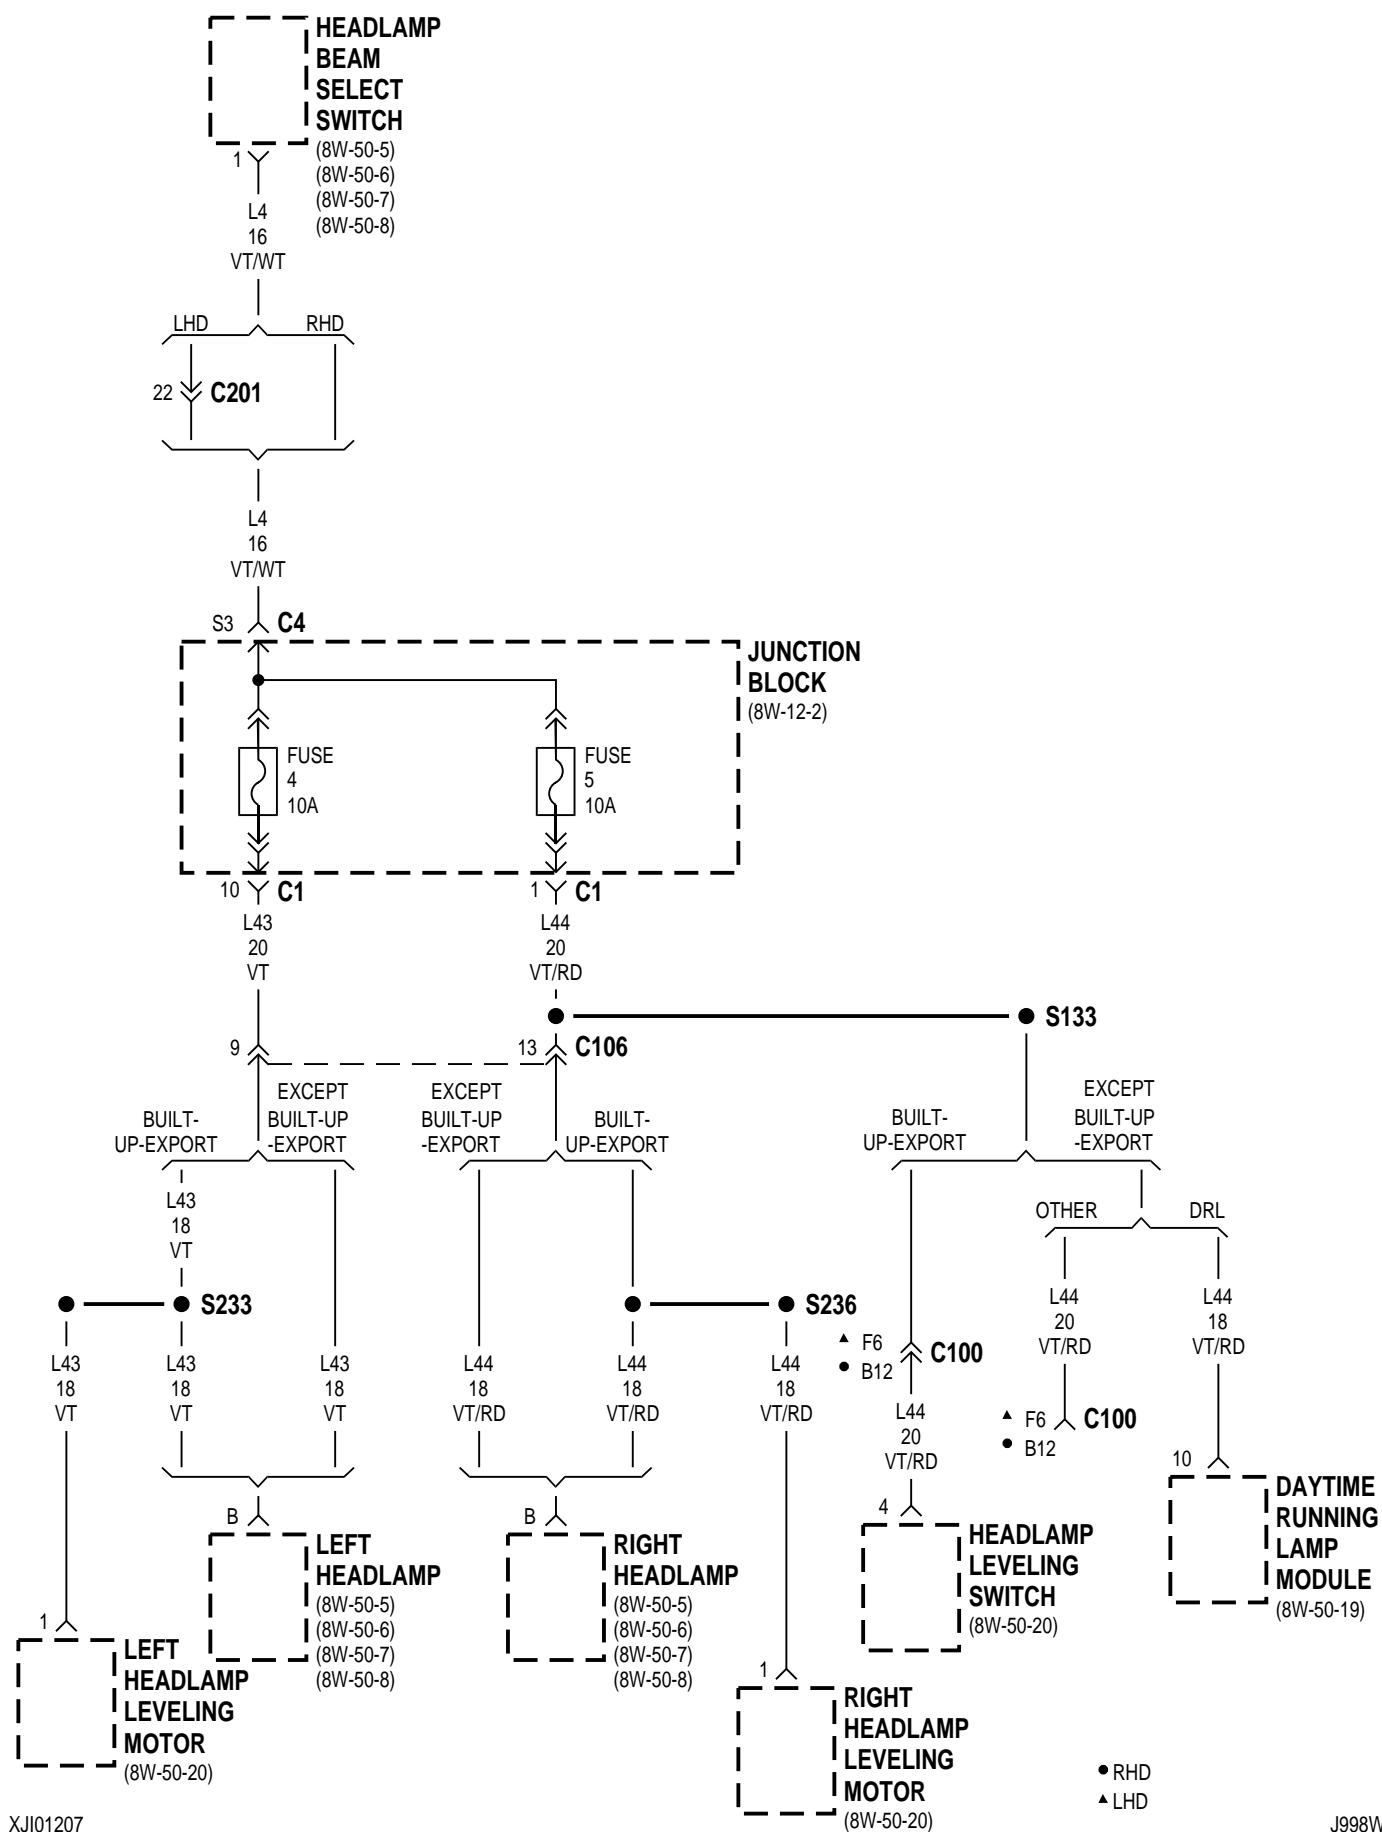 HEADLAMP
BEAM
SELECT
SWITCH
(8W-50-5)
(8W-50-6)
(8W-50-7)
(8W-50-8)
1
L4
16
VT/WT
LHD
RHD
22
C201
L4
16
VT/WT
S3
C4
JUNCTION
BLOCK
(8W-12-2)
FUSE
4
10A
FUSE
5
10A
10
C1
1
C1
L43
20
VT
L44
20
VT/RD
S133
9
13
C106
BUILT-
UP-EXPORT
EXCEPT
BUILT-UP
-EXPORT
EXCEPT
BUILT-UP
-EXPORT
BUILT-
UP-EXPORT
BUILT-
UP-EXPORT
EXCEPT
BUILT-UP
-EXPORT
L43
18
VT
OTHER
DRL
S233
S236
L44
20
VT/RD
L44
18
VT/RD
L43
18
VT
L43
18
VT
L43
18
VT
L44
18
VT/RD
L44
18
VT/RD
L44
18
VT/RD
▲ F6
● B12
C100
L44
20
VT/RD
▲ F6
● B12
C100
10
DAYTIME
RUNNING
LAMP
MODULE
(8W-50-19)
B
LEFT
HEADLAMP
(8W-50-5)
(8W-50-6)
(8W-50-7)
(8W-50-8)
B
RIGHT
HEADLAMP
(8W-50-5)
(8W-50-6)
(8W-50-7)
(8W-50-8)
4
HEADLAMP
LEVELING
SWITCH
(8W-50-20)
1
LEFT
HEADLAMP
LEVELING
MOTOR
(8W-50-20)
1
RIGHT
HEADLAMP
LEVELING
MOTOR
(8W-50-20)
● RHD
▲ LHD
XJI01207
J998W